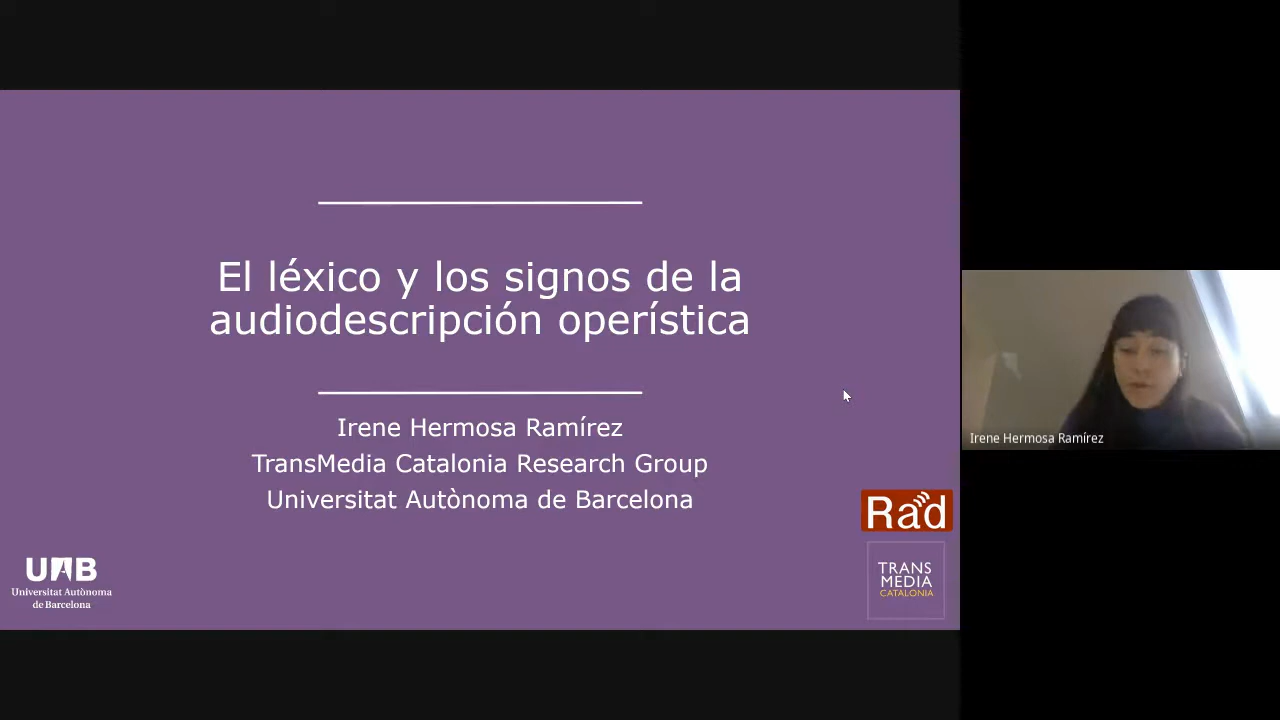 El léxico y los signos de la
audiodescripción operística
Irene Hermosa Ramírez
TransMedia Catalonia Research Group
Universitat Autònoma de Barcelona
UAB
Universitat Autònoma
de Barcelona
Rad
TRANS
MEDIA
CATALONIA
Irene Hermosa Ramírez